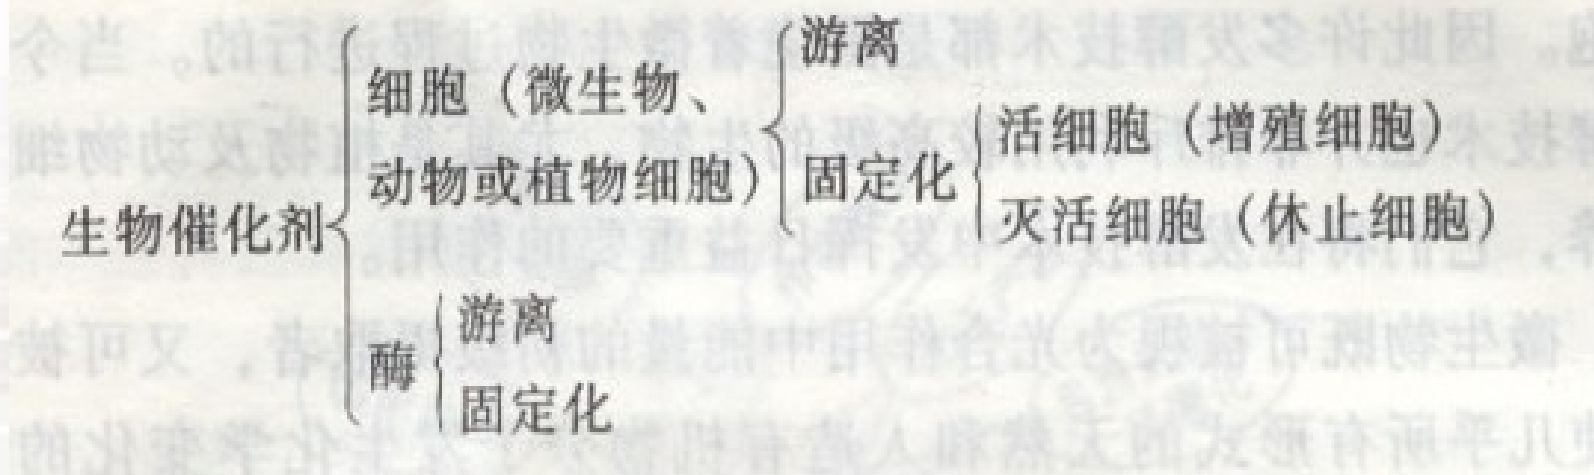 游离
细胞（微生物、
活细胞（增殖细胞）
动物或植物细胞）
固定化
灭活细胞（休止细胞）
生物催化剂
游离
酶
固定化